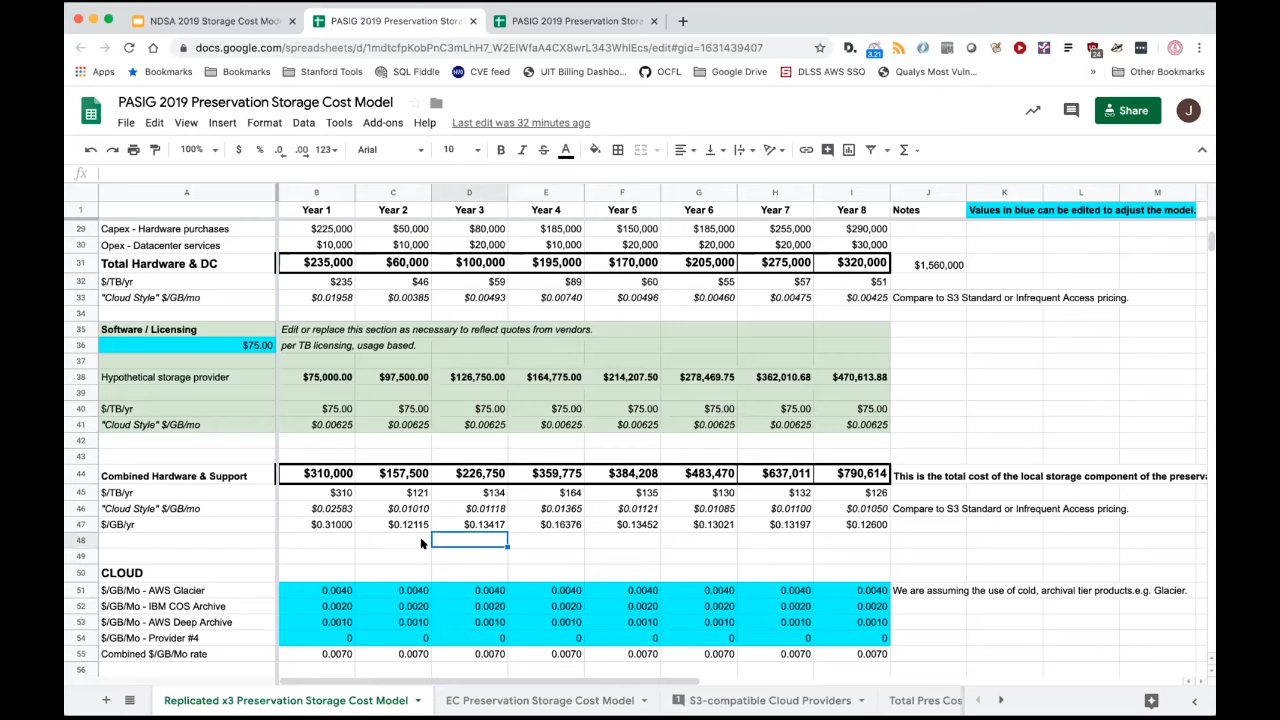 NDSA 2019 Storage Cost Mod
PASIG 2019 Preservation Stora
PASIG 2019 Preservation Stora
docs.google.com/spreadsheets/d/1mdtcfpKobPnC3mLhH7_W2EIWfaA4CX8wrL343WhIEcs/edit#gid=1631439407
D.
3.21
24
Apps Bookmarks Bookmarks Stanford Tools SQL Fiddle CVE feed UIT Billing Dashbo... OCFL Google Drive DLSS AWS SSO Qualys Most Vuln... » Other Bookmarks
PASIG 2019 Preservation Storage Cost Model
Share
J
File Edit View Insert Format Data Tools Add-ons Help Last edit was 32 minutes ago
100% $ % .0 .00 123 Arial 10 B I S A Σ
fx
A B C D E F G H I J K L M
1 Year 1 Year 2 Year 3 Year 4 Year 5 Year 6 Year 7 Year 8 Notes Values in blue can be edited to adjust the model.
29 Capex - Hardware purchases $225,000 $50,000 $80,000 $185,000 $150,000 $185,000 $255,000 $290,000
30 Opex - Datacenter services $10,000 $10,000 $20,000 $10,000 $20,000 $20,000 $20,000 $30,000
31 Total Hardware & DC $235,000 $60,000 $100,000 $195,000 $170,000 $205,000 $275,000 $320,000 $1,560,000
32 $/TB/yr $235 $46 $59 $89 $60 $55 $57 $51
33 "Cloud Style" $/GB/mo $0.01958 $0.00385 $0.00493 $0.00740 $0.00496 $0.00460 $0.00475 $0.00425 Compare to S3 Standard or Infrequent Access pricing.
34
35 Software / Licensing Edit or replace this section as necessary to reflect quotes from vendors.
36 $75.00 per TB licensing, usage based.
37
38 Hypothetical storage provider $75,000.00 $97,500.00 $126,750.00 $164,775.00 $214,207.50 $278,469.75 $362,010.68 $470,613.88
39
40 $/TB/yr $75.00 $75.00 $75.00 $75.00 $75.00 $75.00 $75.00 $75.00
41 "Cloud Style" $/GB/mo $0.00625 $0.00625 $0.00625 $0.00625 $0.00625 $0.00625 $0.00625 $0.00625
42
43
44 Combined Hardware & Support $310,000 $157,500 $226,750 $359,775 $384,208 $483,470 $637,011 $790,614 This is the total cost of the local storage component of the preserva
45 $/TB/yr $310 $121 $134 $164 $135 $130 $132 $126
46 "Cloud Style" $/GB/mo $0.02583 $0.01010 $0.01118 $0.01365 $0.01121 $0.01085 $0.01100 $0.01050 Compare to S3 Standard or Infrequent Access pricing.
47 $/GB/yr $0.31000 $0.12115 $0.13417 $0.16376 $0.13452 $0.13021 $0.13197 $0.12600
48
49
50 CLOUD
51 $/GB/Mo - AWS Glacier 0.0040 0.0040 0.0040 0.0040 0.0040 0.0040 0.0040 0.0040 We are assuming the use of cold, archival tier products.e.g. Glacier.
52 $/GB/Mo - IBM COS Archive 0.0020 0.0020 0.0020 0.0020 0.0020 0.0020 0.0020 0.0020
53 $/GB/Mo - AWS Deep Archive 0.0010 0.0010 0.0010 0.0010 0.0010 0.0010 0.0010 0.0010
54 $/GB/Mo - Provider #4 0 0 0 0 0 0 0 0
55 Combined $/GB/Mo rate 0.0070 0.0070 0.0070 0.0070 0.0070 0.0070 0.0070 0.0070
56
Replicated x3 Preservation Storage Cost Model EC Preservation Storage Cost Model 1 S3-compatible Cloud Providers Total Pres Cos